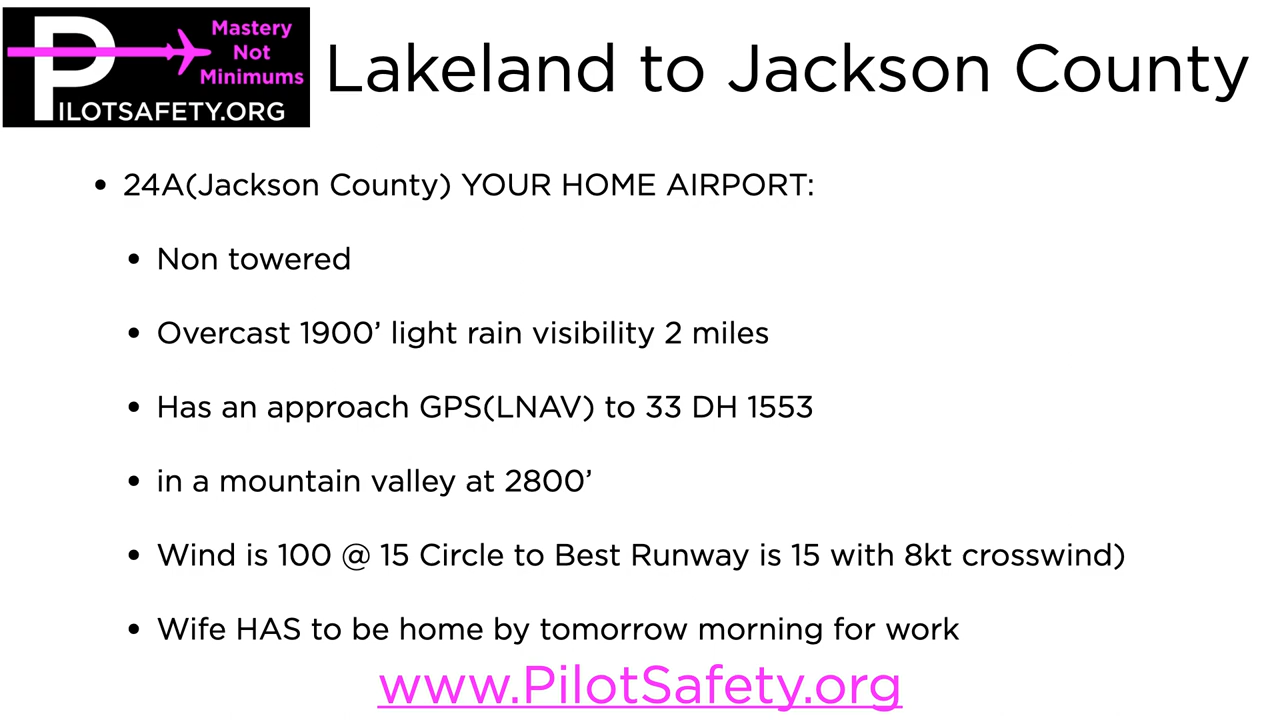 Mastery
Not
Minimums
PILOTSAFETY.ORG
Lakeland to Jackson County
• 24A(Jackson County) YOUR HOME AIRPORT:
• Non towered
• Overcast 1900’ light rain visibility 2 miles
• Has an approach GPS(LNAV) to 33 DH 1553
• in a mountain valley at 2800’
• Wind is 100 @ 15 Circle to Best Runway is 15 with 8kt crosswind)
• Wife HAS to be home by tomorrow morning for work
www.PilotSafety.org